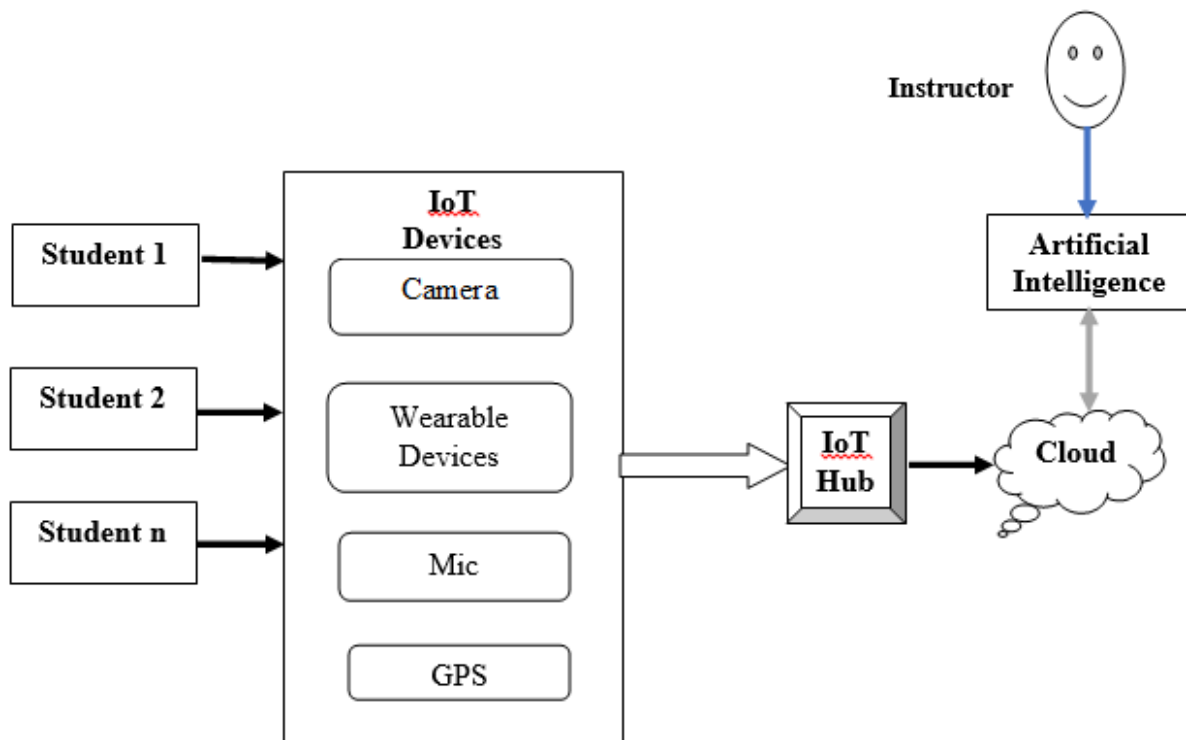 Instructor
IoT
Devices
Student 1
Camera
Artificial
Intelligence
Student 2
Wearable
Devices
IoT
Hub
Cloud
Student n
Mic
GPS